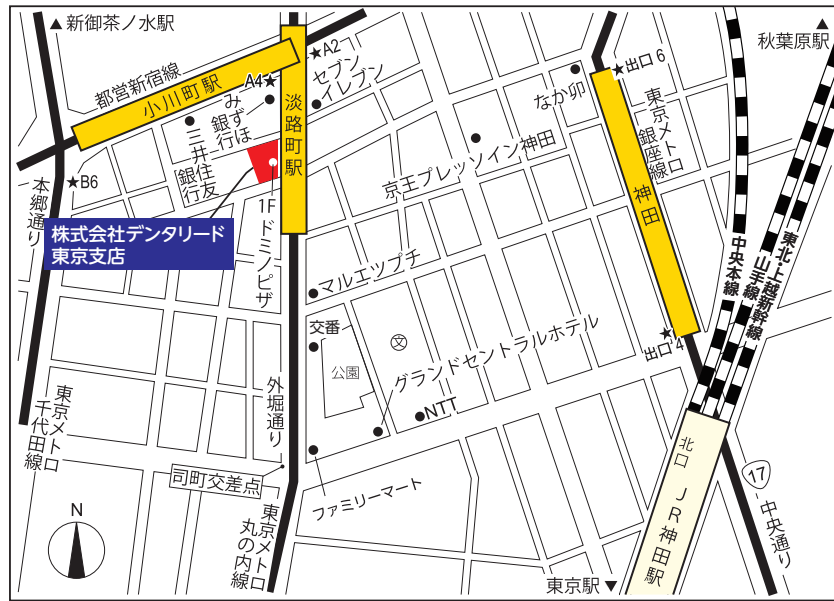 ▲新御茶ノ水駅
秋葉原駅▲
都営新宿線
小川町駅
A4★
★A2
セブン
イレブン
みずほ
銀行
三井住友
銀行
淡路町駅
★B6
本郷通り
株式会社デンタリード
東京支店
1F ドミノピザ
なか卯
★出口6
東京メトロ
銀座線
神田
京王プレッソイン神田
マルエツプチ
交番
公園
文
グランドセントラルホテル
NTT
★
出口4
中央本線
山手線
東北・上越新幹線
外堀通り
東京メトロ
千代田線
司町交差点
ファミリーマート
東京メトロ
丸の内線
N
北口
JR神田駅
17
中央通り
東京駅▼